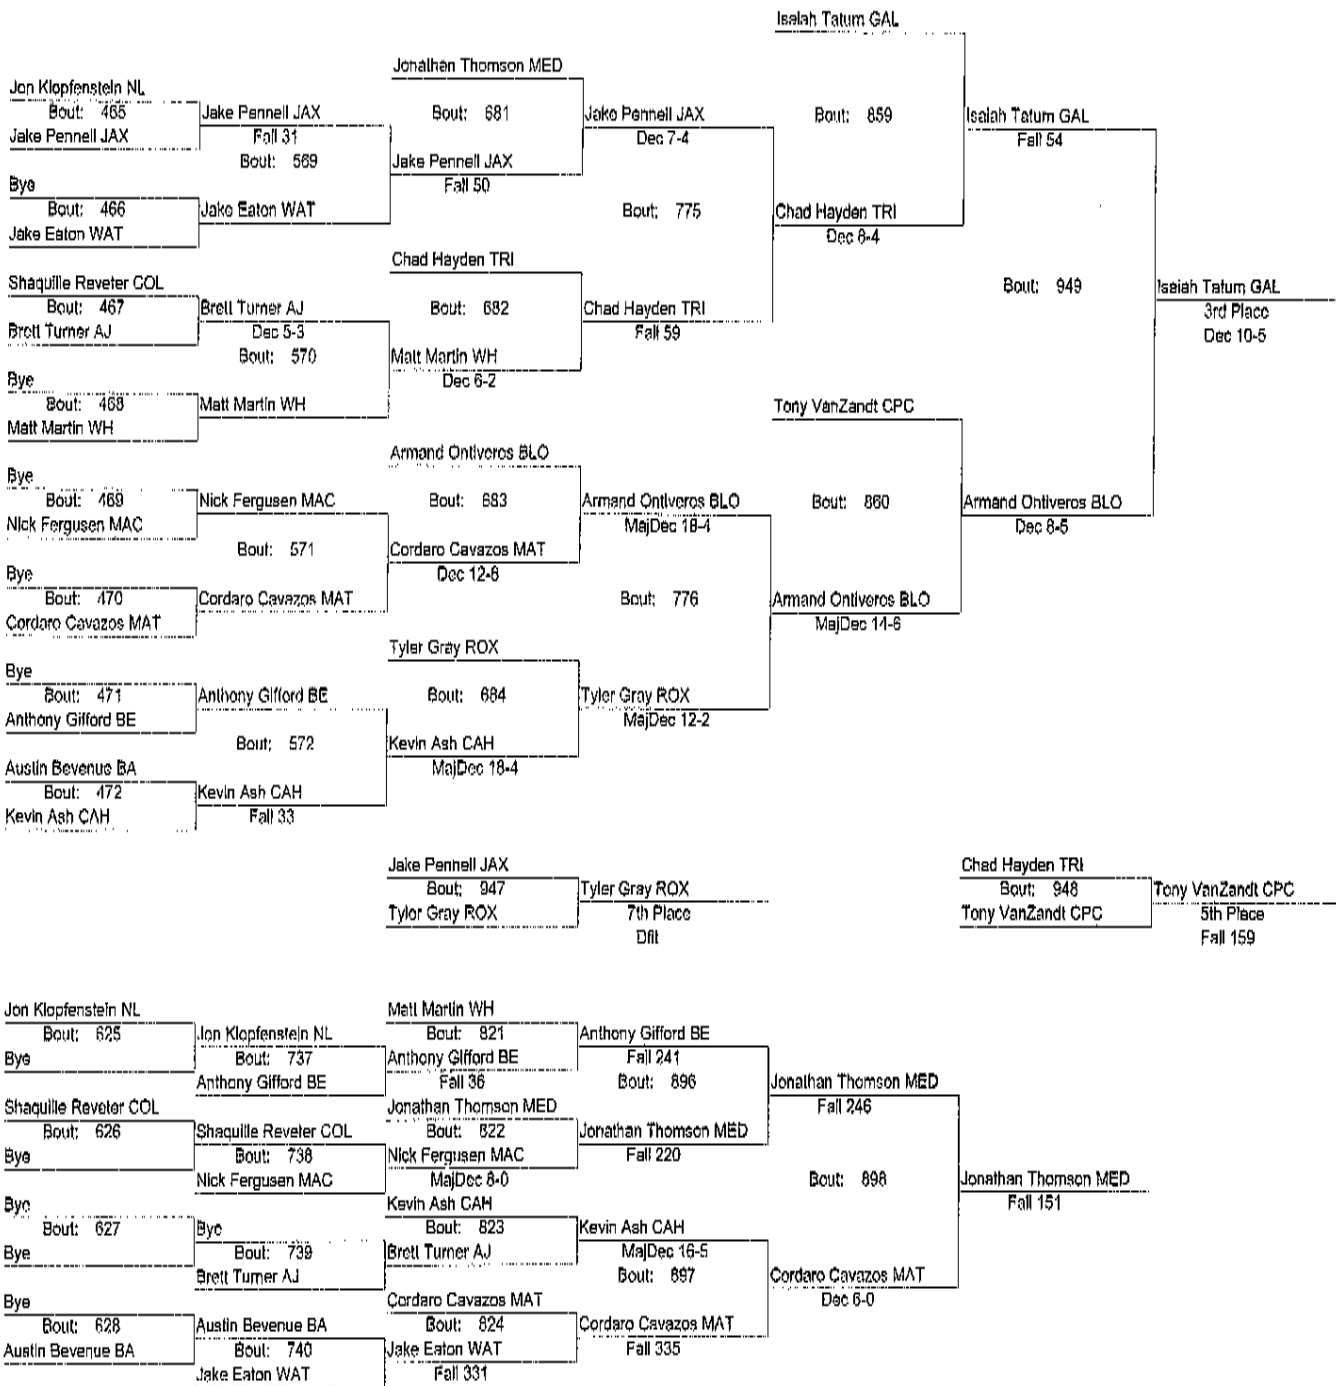 Isaiah Tatum GAL
Jonathan Thomson MED
Jon Klopfenstein NL
Bout: 465
Jake Pennell JAX
Jake Pennell JAX
Fall 31
Bout: 569
Bye
Bout: 466
Jake Eaton WAT
Jake Eaton WAT
Bout: 681
Jake Pennell JAX
Fall 50
Jake Pennell JAX
Dec 7-4
Bout: 775
Bout: 859
Isaiah Tatum GAL
Fall 54
Chad Hayden TRI
Dec 8-4
Shaquille Reveter COL
Bout: 467
Brett Turner AJ
Brett Turner AJ
Dec 5-3
Bout: 570
Bye
Bout: 468
Matt Martin WH
Matt Martin WH
Chad Hayden TRI
Bout: 682
Matt Martin WH
Dec 6-2
Chad Hayden TRI
Fall 59
Bout: 949
Isaiah Tatum GAL
3rd Place
Dec 10-5
Tony VanZandt CPC
Bye
Bout: 469
Nick Fergusen MAC
Nick Fergusen MAC
Bout: 571
Bye
Bout: 470
Cordaro Cavazos MAT
Cordaro Cavazos MAT
Armand Ontiveros BLO
Bout: 683
Cordaro Cavazos MAT
Dec 12-6
Armand Ontiveros BLO
MajDec 18-4
Bout: 776
Bout: 860
Armand Ontiveros BLO
Dec 8-5
Armand Ontiveros BLO
MajDec 14-6
Bye
Bout: 471
Anthony Gifford BE
Anthony Gifford BE
Bout: 572
Austin Bevenue BA
Bout: 472
Kevin Ash CAH
Kevin Ash CAH
Fall 33
Tyler Gray ROX
Bout: 684
Kevin Ash CAH
MajDec 18-4
Tyler Gray ROX
MajDec 12-2
Jake Pennell JAX
Bout: 947
Tyler Gray ROX
Tyler Gray ROX
7th Place
Dflt
Chad Hayden TRI
Bout: 948
Tony VanZandt CPC
Tony VanZandt CPC
5th Place
Fall 159
Jon Klopfenstein NL
Bout: 625
Bye
Jon Klopfenstein NL
Bout: 737
Anthony Gifford BE
Matt Martin WH
Bout: 821
Anthony Gifford BE
Fall 36
Anthony Gifford BE
Fall 241
Bout: 896
Shaquille Reveter COL
Bout: 626
Bye
Shaquille Reveter COL
Bout: 738
Nick Fergusen MAC
Jonathan Thomson MED
Bout: 822
Nick Fergusen MAC
MajDec 8-0
Jonathan Thomson MED
Fall 220
Jonathan Thomson MED
Fall 246
Bout: 898
Jonathan Thomson MED
Fall 151
Bye
Bout: 627
Bye
Bye
Bout: 739
Brett Turner AJ
Kevin Ash CAH
Bout: 823
Brett Turner AJ
Kevin Ash CAH
MajDec 16-5
Bout: 897
Cordaro Cavazos MAT
Dec 6-0
Bye
Bout: 628
Austin Bevenue BA
Austin Bevenue BA
Bout: 740
Jake Eaton WAT
Cordaro Cavazos MAT
Bout: 824
Jake Eaton WAT
Fall 331
Cordaro Cavazos MAT
Fall 335